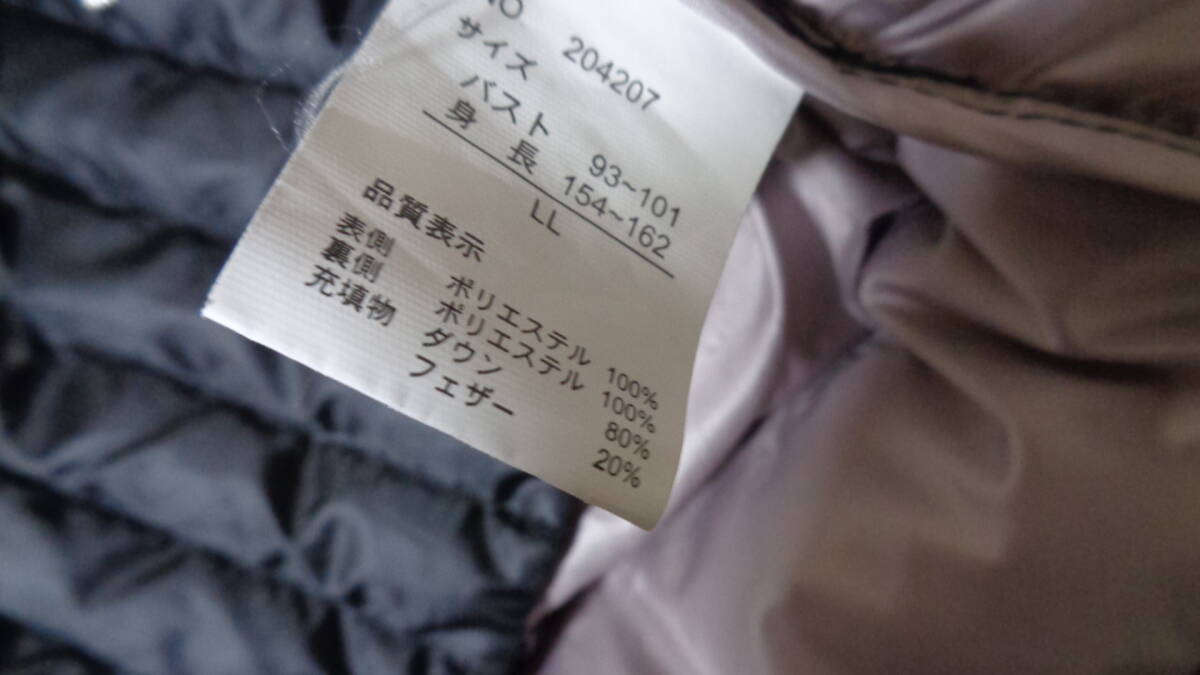 NO 204207
サイズ
バスト 93~101
身長 154~162
LL
品質表示
表側 ポリエステル 100%
裏側 ポリエステル 100%
充填物 ダウン 80%
フェザー 20%